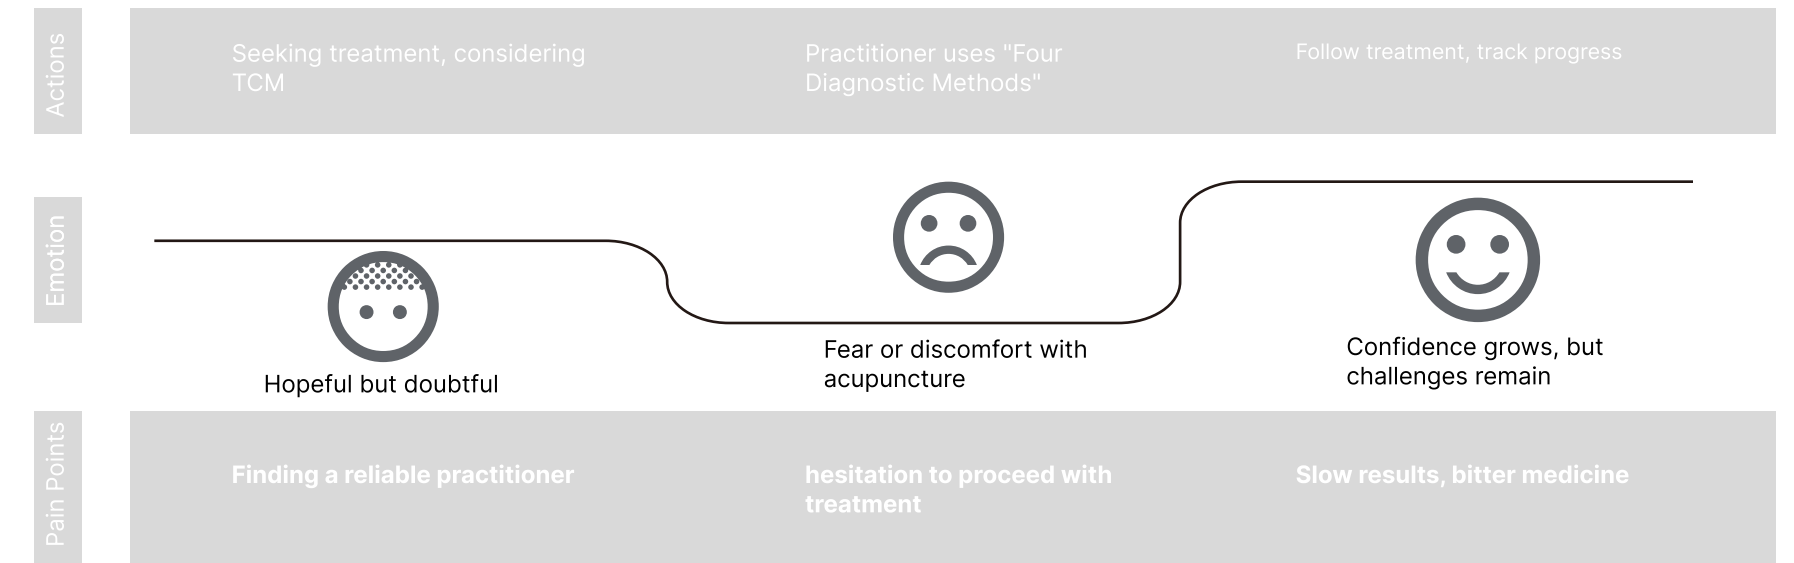 Actions
Seeking treatment, considering
TCM
Practitioner uses "Four
Diagnostic Methods"
Follow treatment, track progress
Emotion
Hopeful but doubtful
Fear or discomfort with
acupuncture
Confidence grows, but
challenges remain
Pain Points
Finding a reliable practitioner
hesitation to proceed with
treatment
Slow results, bitter medicine